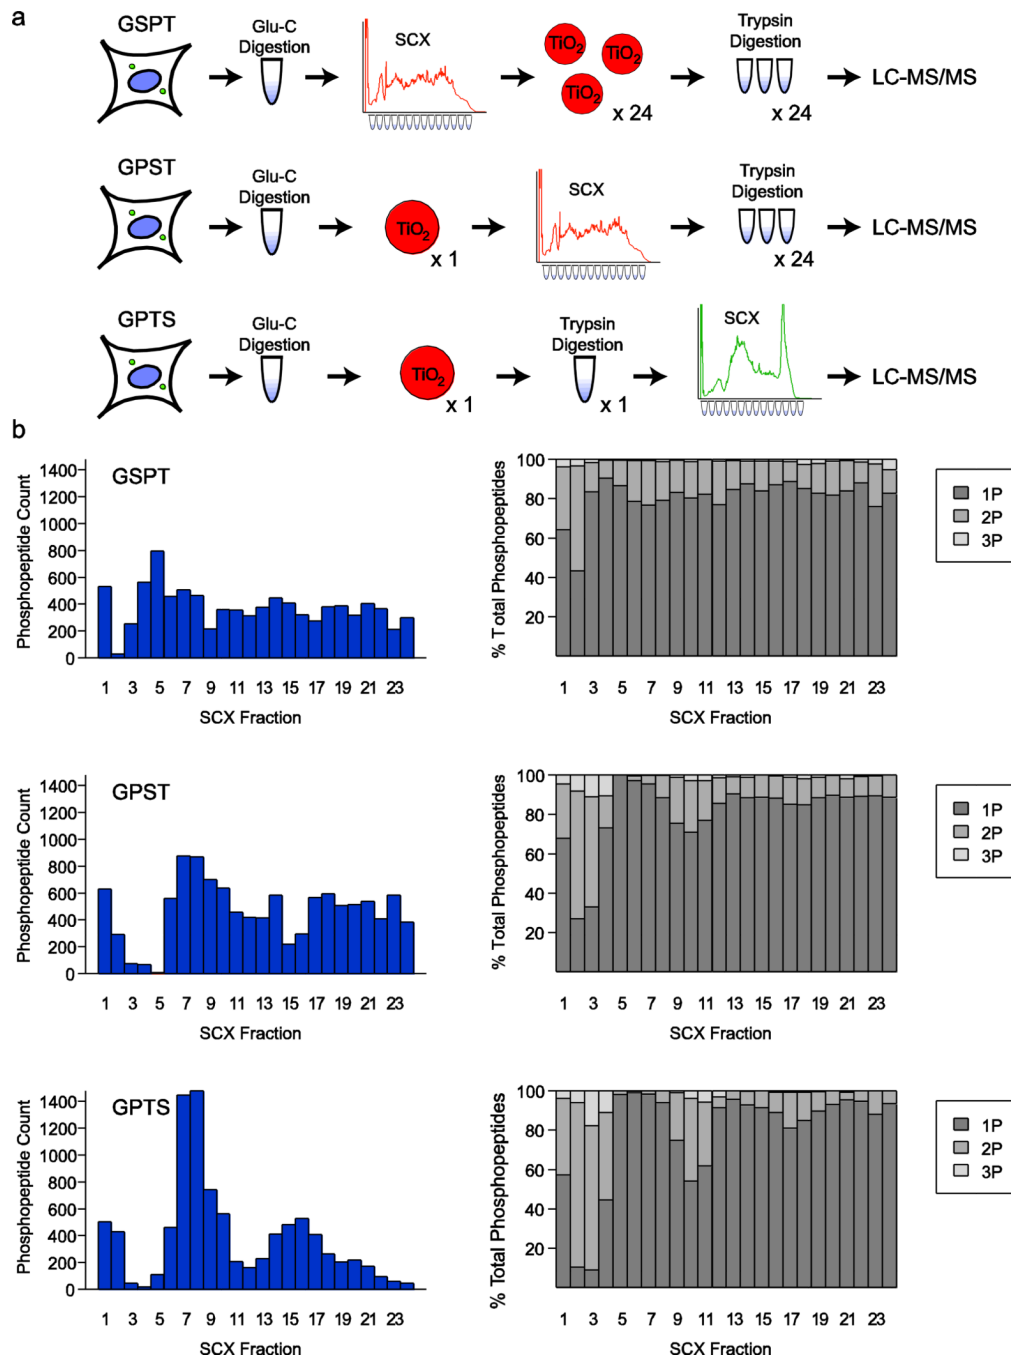 a
GSPT
Glu-C
Digestion
SCX
TiO2
TiO2
TiO2
x 24
Trypsin
Digestion
x 24
LC-MS/MS
GPST
Glu-C
Digestion
TiO2
x 1
SCX
Trypsin
Digestion
x 24
LC-MS/MS
GPTS
Glu-C
Digestion
TiO2
x 1
Trypsin
Digestion
x 1
SCX
LC-MS/MS
b
GSPT
Phosphopeptide Count
1400
1200
1000
800
600
400
200
0
1 3 5 7 9 11 13 15 17 19 21 23
SCX Fraction
% T otal Phosphopeptides
100
80
60
40
20
1 3 5 7 9 11 13 15 17 19 21 23
SCX Fraction
1P
2P
3P
GPST
Phosphopeptide Count
1400
1200
1000
800
600
400
200
0
1 3 5 7 9 11 13 15 17 19 21 23
SCX Fraction
% Total Phosphopeptides
100
80
60
40
20
1 3 5 7 9 11 13 15 17 19 21 23
SCX Fraction
1P
2P
3P
GPTS
Phosphopeptide Count
1400
1200
1000
800
600
400
200
0
1 3 5 7 9 11 13 15 17 19 21 23
SCX Fraction
% Total Phosphopeptides
100
80
60
40
20
1 3 5 7 9 11 13 15 17 19 21 23
SCX Fraction
1P
2P
3P